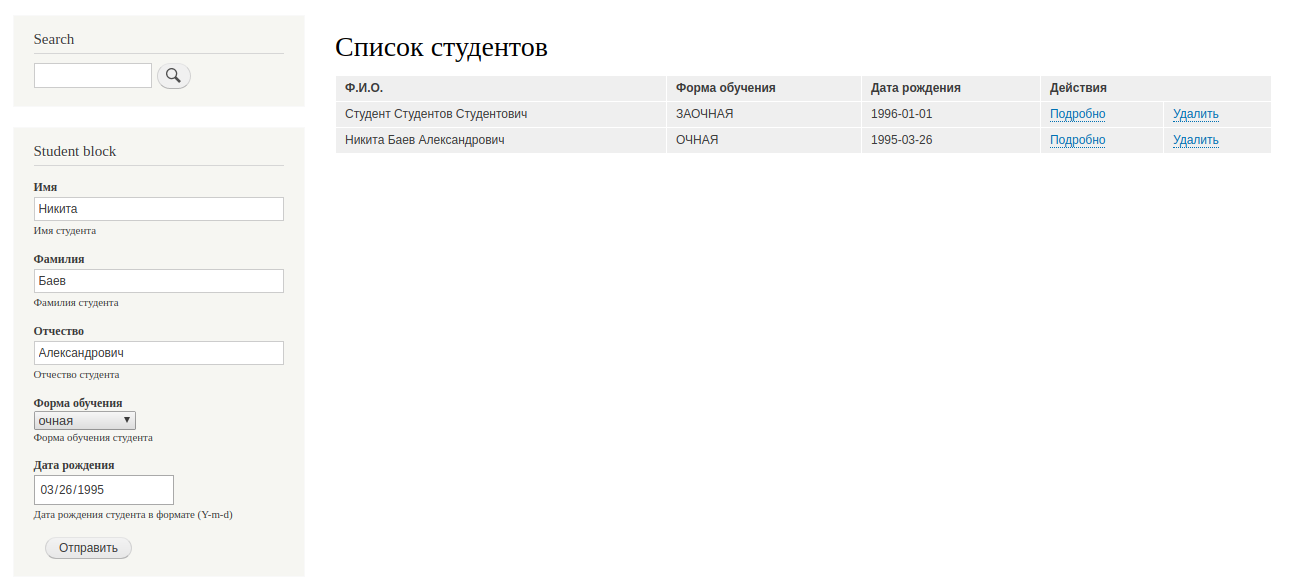 Search
Student block
Имя
Никита
Имя студента
Фамилия
Баев
Фамилия студента
Отчество
Александрович
Отчество студента
Форма обучения
очная
Форма обучения студента
Дата рождения
03/26/1995
Дата рождения студента в формате (Y-m-d)
Отправить
Список студентов
Ф.И.О. Форма обучения Дата рождения Действия
Студент Студентов Студентович ЗАОЧНАЯ 1996-01-01 Подробно Удалить
Никита Баев Александрович ОЧНАЯ 1995-03-26 Подробно Удалить